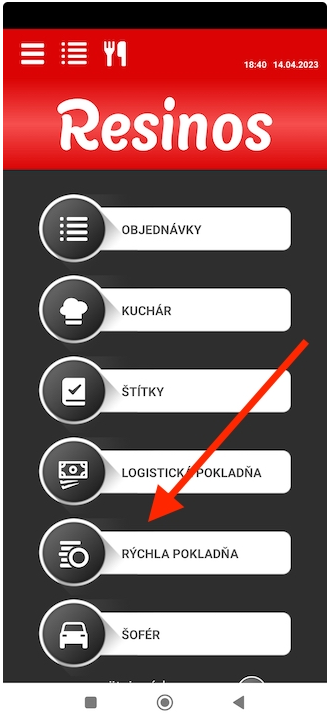 18:40 14.04.2023
Resinos
OBJEDNÁVKY
KUCHÁR
ŠTÍTKY
LOGISTICKÁ POKLADŇA
RÝCHLA POKLADŇA
ŠOFÉR